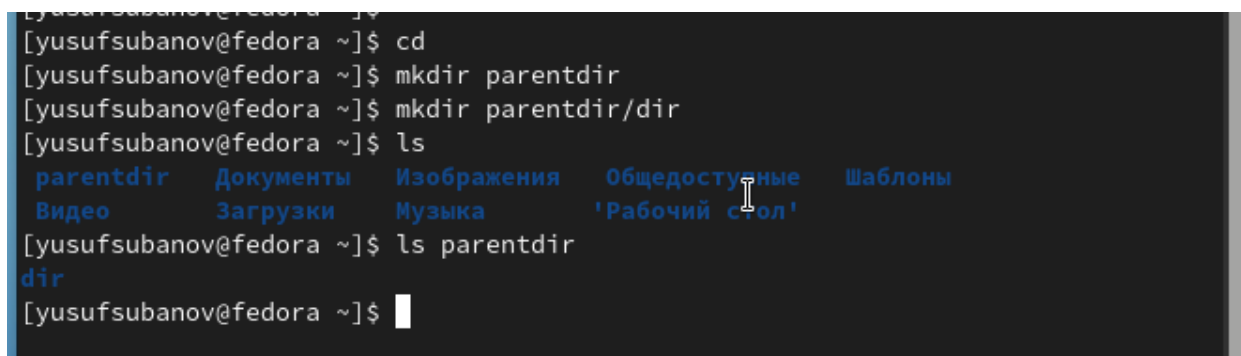 [yusufsubanov@fedora ~]$ cd
[yusufsubanov@fedora ~]$ mkdir parentdir
[yusufsubanov@fedora ~]$ mkdir parentdir/dir
[yusufsubanov@fedora ~]$ ls
parentdir Документы Изображения Общедоступные Шаблоны
Видео Загрузки Музыка 'Рабочий стол'
[yusufsubanov@fedora ~]$ ls parentdir
dir
[yusufsubanov@fedora ~]$